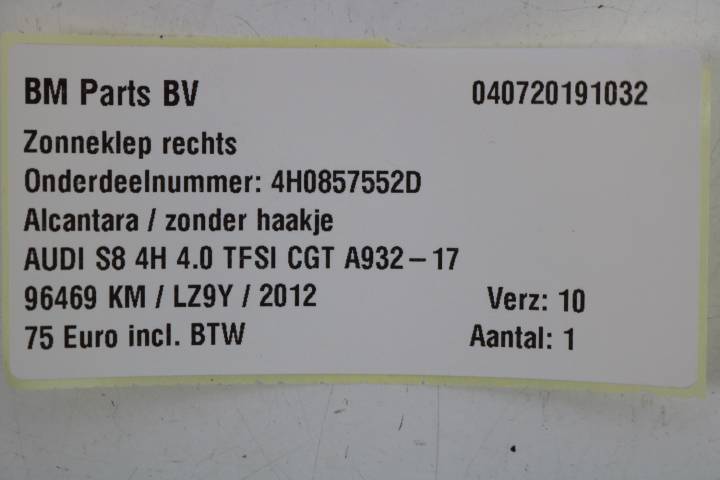 BM Parts BV 040720191032
Zonneklep rechts
Onderdeelnummer: 4H0857552D
Alcantara / zonder haakje
AUDI S8 4H 4.0 TFSI CGT A932-17
96469 KM / LZ9Y / 2012 Verz: 10
75 Euro incl. BTW Aantal: 1